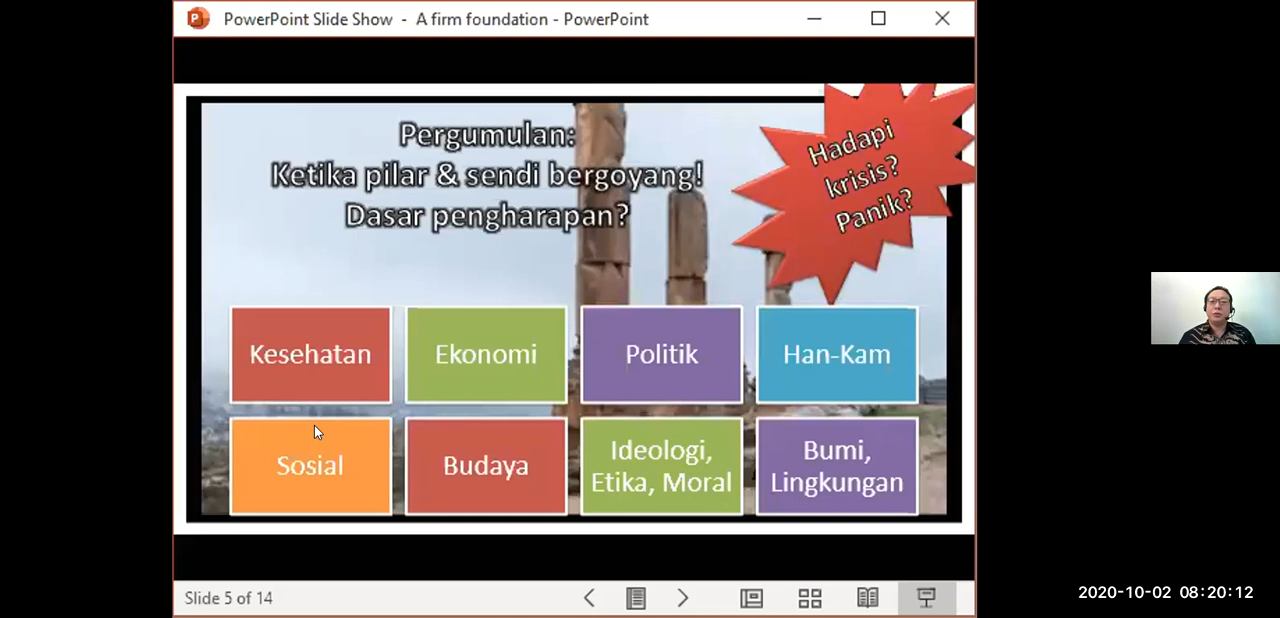 PowerPoint Slide Show - A firm foundation - PowerPoint
Pergumulan:
Ketika pilar & sendi bergoyang!
Dasar pengharapan?
Hadapi
krisis?
Panik?
Kesehatan
Ekonomi
Politik
Han-Kam
Sosial
Budaya
Ideologi,
Etika, Moral
Bumi,
Lingkungan
Slide 5 of 14
2020-10-02 08:20:12